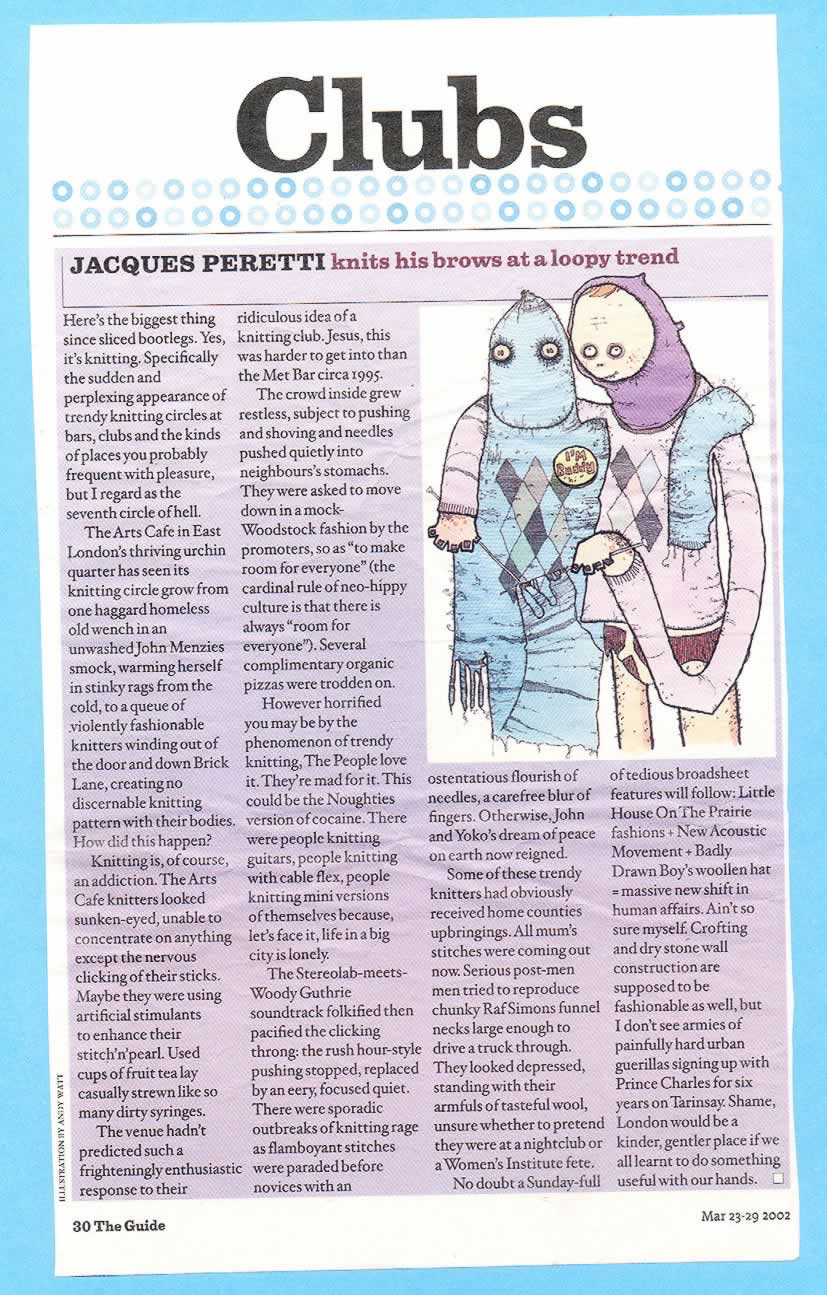 Clubs
JACQUES PERETTI knits his brows at a loopy trend
Here's the biggest thing
since sliced bootlegs. Yes,
it's knitting. Specifically
the sudden and
perplexing appearance of
trendy knitting circles at
bars, clubs and the kinds
of places you probably
frequent with pleasure,
but I regard as the
seventh circle of hell.
The Arts Cafe in East
London's thriving urchin
quarter has seen its
knitting circle grow from
one haggard homeless
old wench in an
unwashed John Menzies
smock, warming herself
in stinky rags from the
cold, to a queue of
violently fashionable
knitters winding out of
the door and down Brick
Lane, creating no
discernable knitting
pattern with their bodies.
How did this happen?
Knitting is, of course,
an addiction. The Arts
Cafe knitters looked
sunken-eyed, unable to
concentrate on anything
except the nervous
clicking of their sticks.
Maybe they were using
artificial stimulants
to enhance their
stitch'n'pearl. Used
cups of fruit tea lay
casually strewn like so
many dirty syringes.
The venue hadn't
predicted such a
frighteningly enthusiastic
response to their
ridiculous idea of a
knitting club. Jesus, this
was harder to get into than
the Met Bar circa 1995.
The crowd inside grew
restless, subject to pushing
and shoving and needles
pushed quietly into
neighbours's stomachs.
They were asked to move
down in a mock-
Woodstock fashion by the
promoters, so as "to make
room for everyone" (the
cardinal rule of neo-hippy
culture is that there is
always "room for
everyone"). Several
complimentary organic
pizzas were trodden on.
However horrified
you may be by the
phenomenon of trendy
knitting, The People love
it. They're mad for it. This
could be the Noughties
version of cocaine. There
were people knitting
guitars, people knitting
with cable flex, people
knitting mini versions
of themselves because,
let's face it, life in a big
city is lonely.
The Stereolab-meets-
Woody Guthrie
soundtrack folkified then
pacified the clicking
throng: the rush hour-style
pushing stopped, replaced
by an eery, focused quiet.
There were sporadic
outbreaks of knitting rage
as flamboyant stitches
were paraded before
novices with an
I'M
Buddy
hi
ostentatious flourish of
needles, a carefree blur of
fingers. Otherwise, John
and Yoko's dream of peace
on earth now reigned.
Some of these trendy
knitters had obviously
received home counties
upbringings. All mum's
stitches were coming out
now. Serious post-men
men tried to reproduce
chunky Raf Simons funnel
necks large enough to
drive a truck through.
They looked depressed,
standing with their
armfuls of tasteful wool,
unsure whether to pretend
they were at a nightclub or
a Women's Institute fete.
No doubt a Sunday-full
of tedious broadsheet
features will follow: Little
House On The Prairie
fashions + New Acoustic
Movement + Badly
Drawn Boy's woollen hat
= massive new shift in
human affairs. Ain't so
sure myself. Crofting
and dry stone wall
construction are
supposed to be
fashionable as well, but
I don't see armies of
painfully hard urban
guerillas signing up with
Prince Charles for six
years on Tarinsay. Shame,
London would be a
kinder, gentler place if we
all learnt to do something
useful with our hands.
ILLUSTRATION BY ANDY WATT
30 The Guide
Mar 23-29 2002